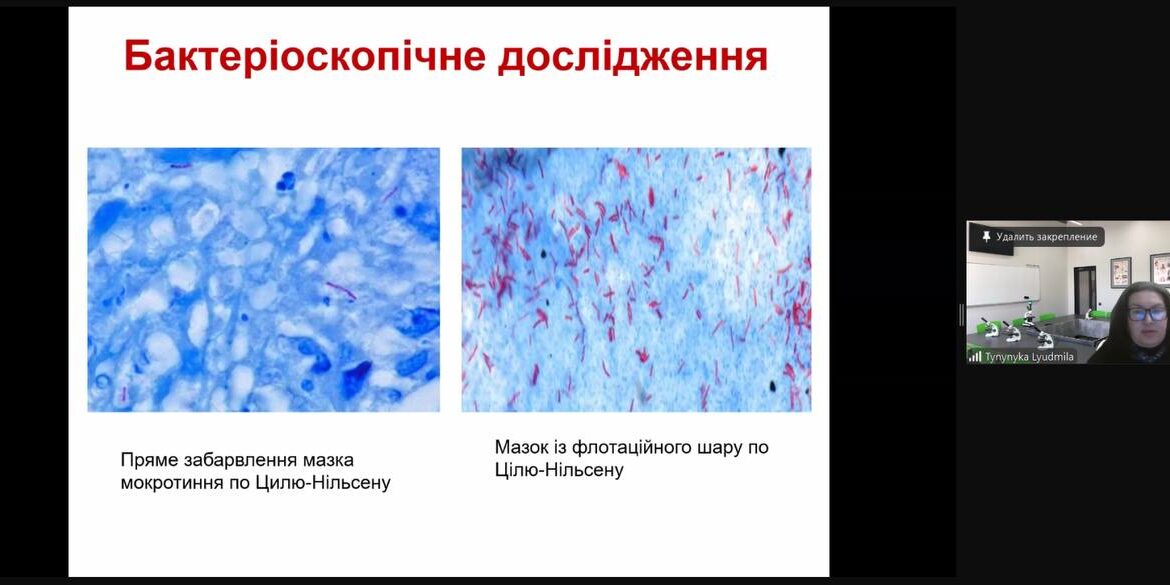 Бактеріоскопічне дослідження
Удалить закрепление
Tynynyka Lyudmila
Пряме забарвлення мазка
мокротиння по Цилю-Нільсену
Мазок із флотаційного шару по
Цілю-Нільсену